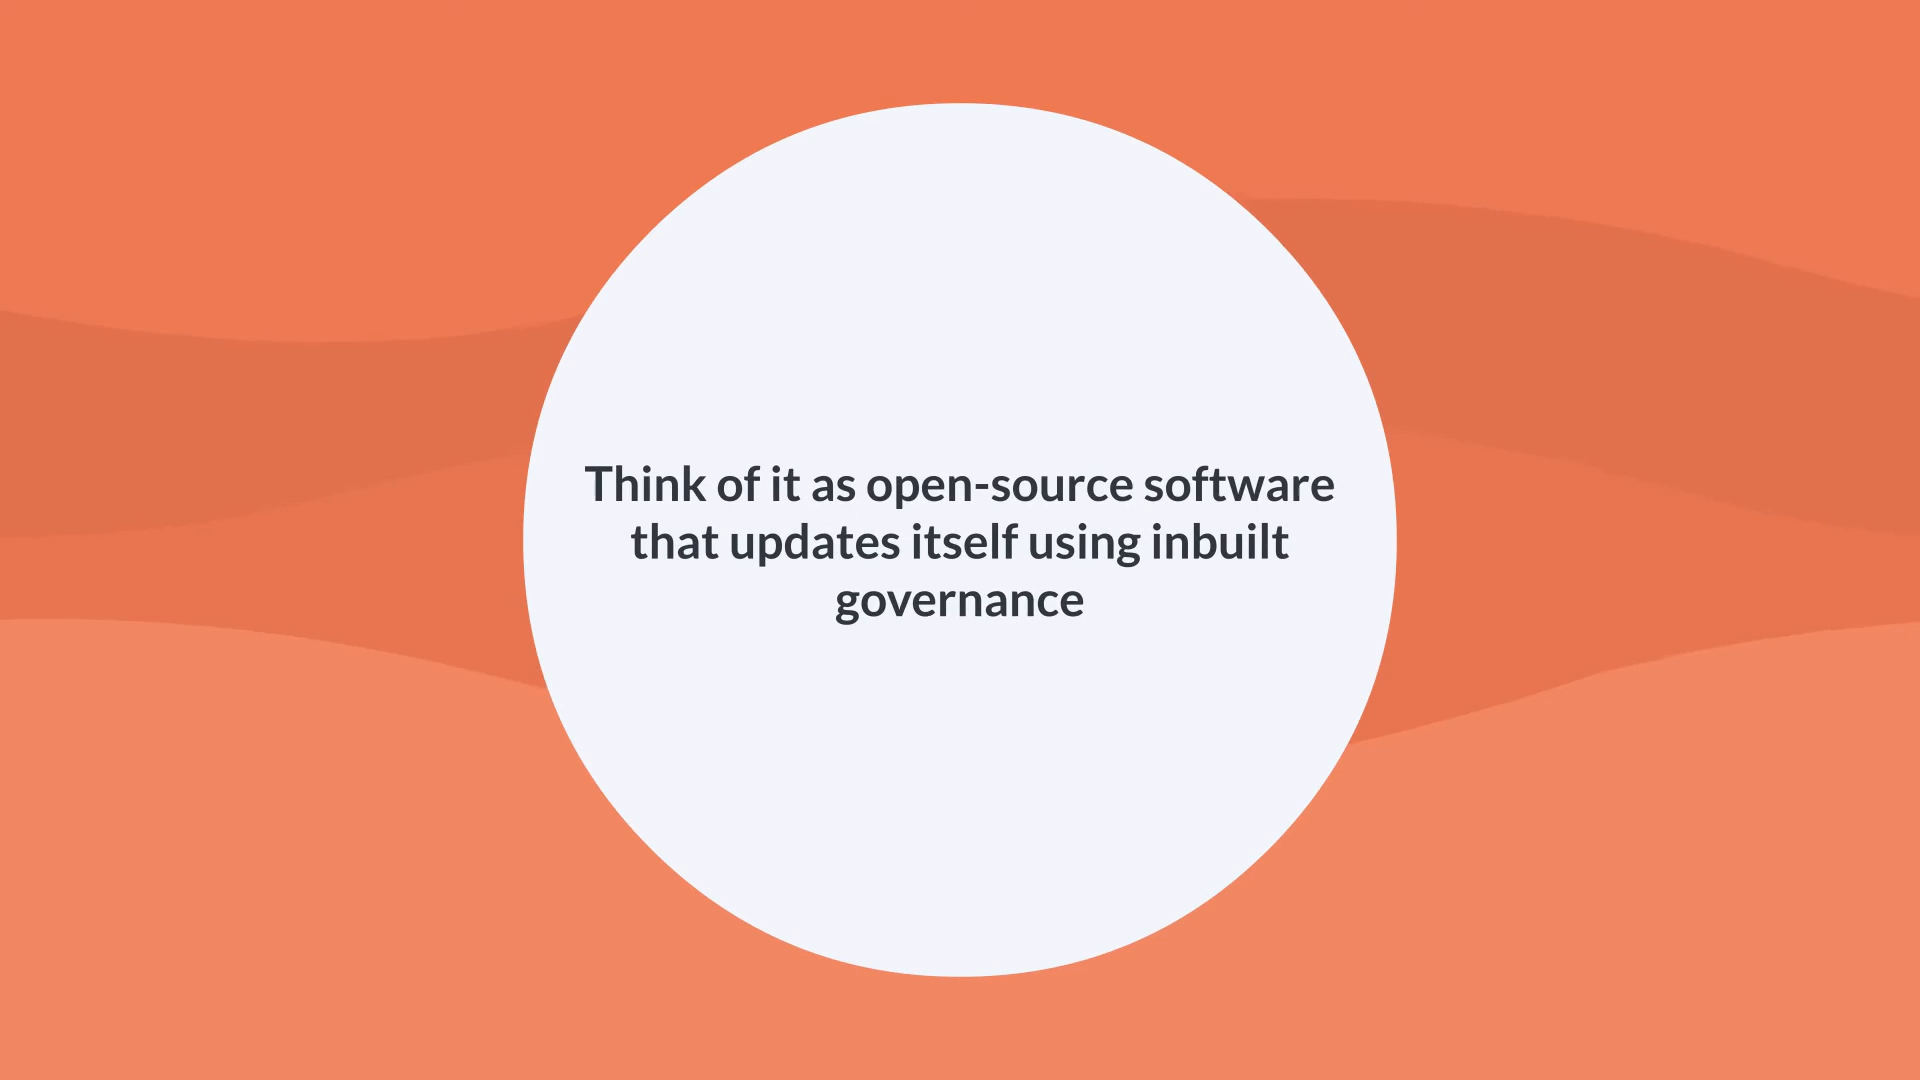 Think of it as open-source software
that updates itself using inbuilt
governance